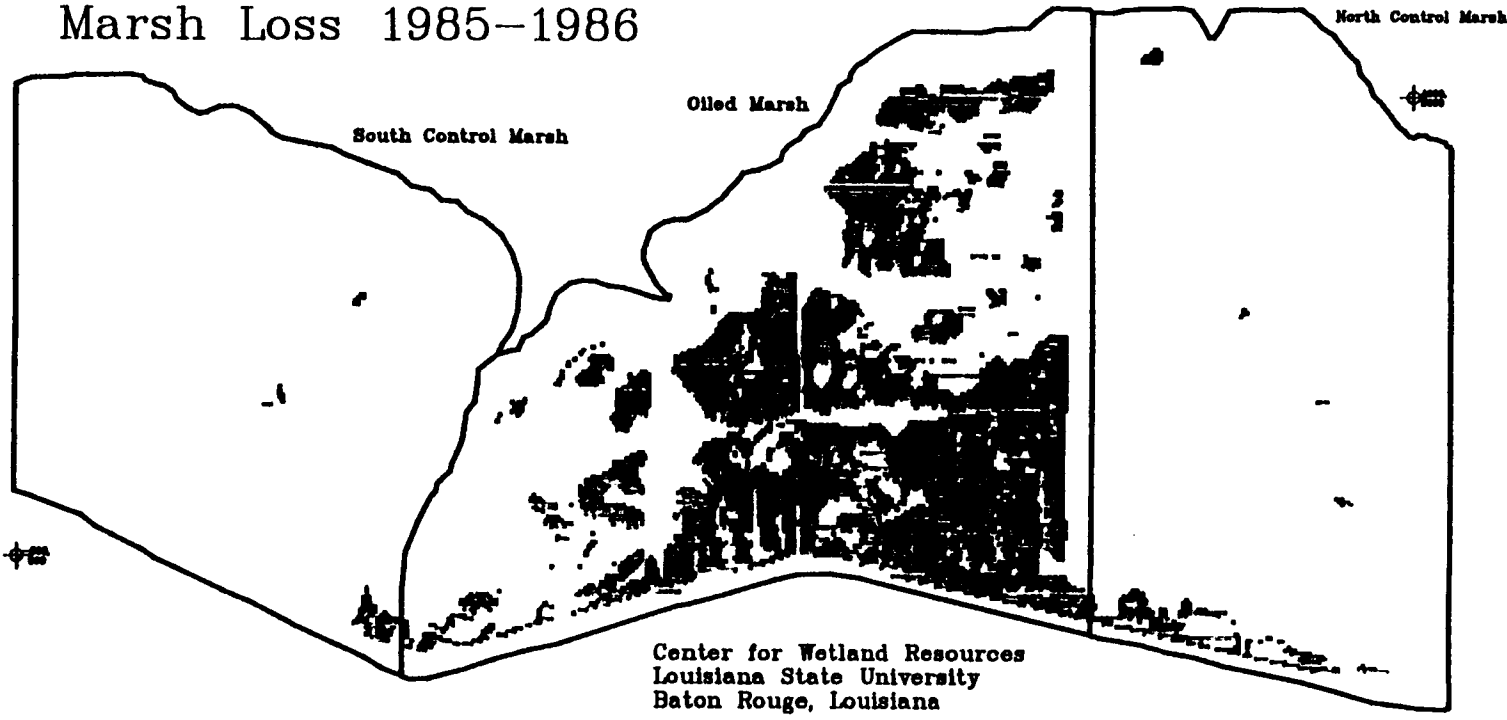 Marsh Loss 1985-1986
North Control Marsh
Oiled Marsh
South Control Marsh
Center for Wetland Resources
Louisiana State University
Baton Rouge, Louisiana